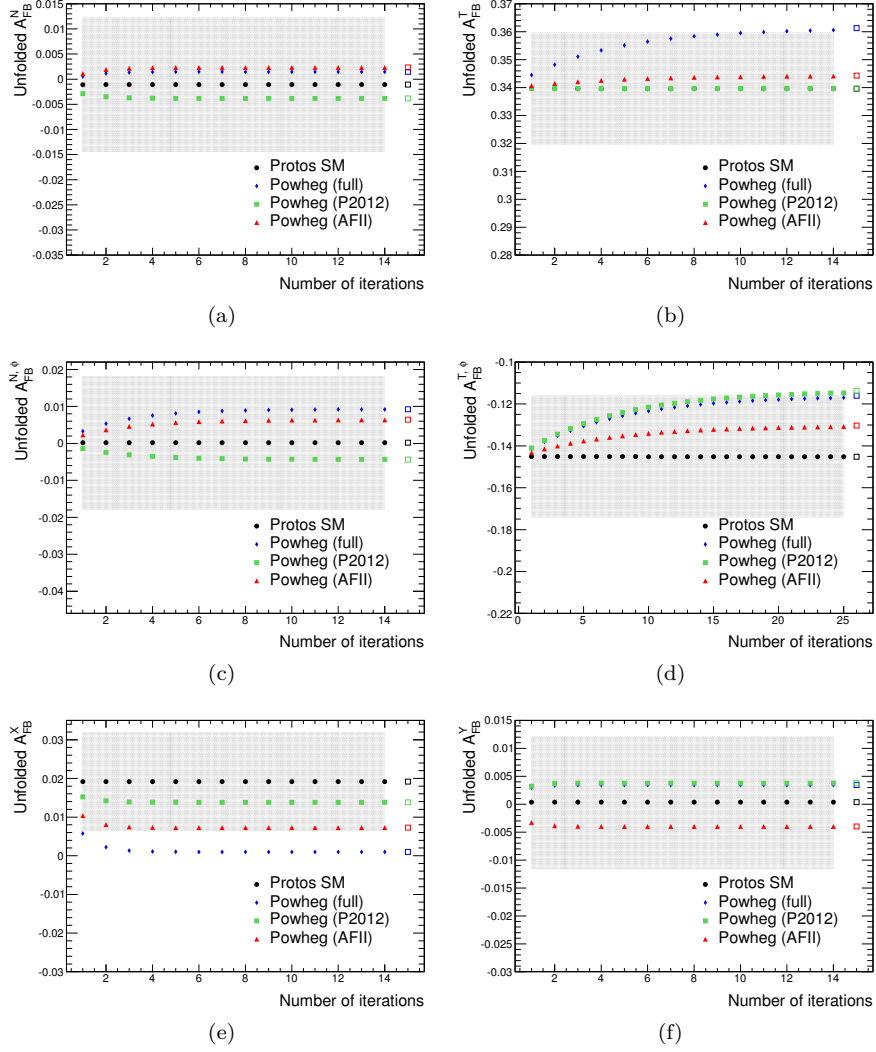 Unfolded A_FB^N
0.015
0.01
0.005
0
-0.005
-0.01
-0.015
-0.02
-0.025
-0.03
-0.035
Protos SM
Powheg (full)
Powheg (P2012)
Powheg (AFII)
2 4 6 8 10 12 14
Number of iterations
(a)
Unfolded A_FB^T
0.38
0.37
0.36
0.35
0.34
0.33
0.32
0.31
0.3
0.29
0.28
Protos SM
Powheg (full)
Powheg (P2012)
Powheg (AFII)
2 4 6 8 10 12 14
Number of iterations
(b)
Unfolded A_FB^N, ϕ
0.02
0.01
0
-0.01
-0.02
-0.03
-0.04
Protos SM
Powheg (full)
Powheg (P2012)
Powheg (AFII)
2 4 6 8 10 12 14
Number of iterations
(c)
Unfolded A_FB^T, ϕ
-0.1
-0.12
-0.14
-0.16
-0.18
-0.2
-0.22
Protos SM
Powheg (full)
Powheg (P2012)
Powheg (AFII)
0 5 10 15 20 25
Number of iterations
(d)
Unfolded A_FB^X
0.03
0.02
0.01
0
-0.01
-0.02
-0.03
Protos SM
Powheg (full)
Powheg (P2012)
Powheg (AFII)
2 4 6 8 10 12 14
Number of iterations
(e)
Unfolded A_FB^Y
0.015
0.01
0.005
0
-0.005
-0.01
-0.015
-0.02
-0.025
-0.03
Protos SM
Powheg (full)
Powheg (P2012)
Powheg (AFII)
2 4 6 8 10 12 14
Number of iterations
(f)